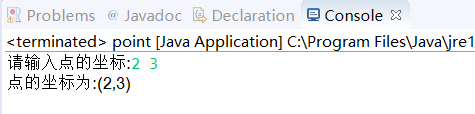 Problems @ Javadoc Declaration Console
<terminated> point [Java Application] C:\Program Files\Java\jre1
请输入点的坐标:2 3
点的坐标为:(2,3)